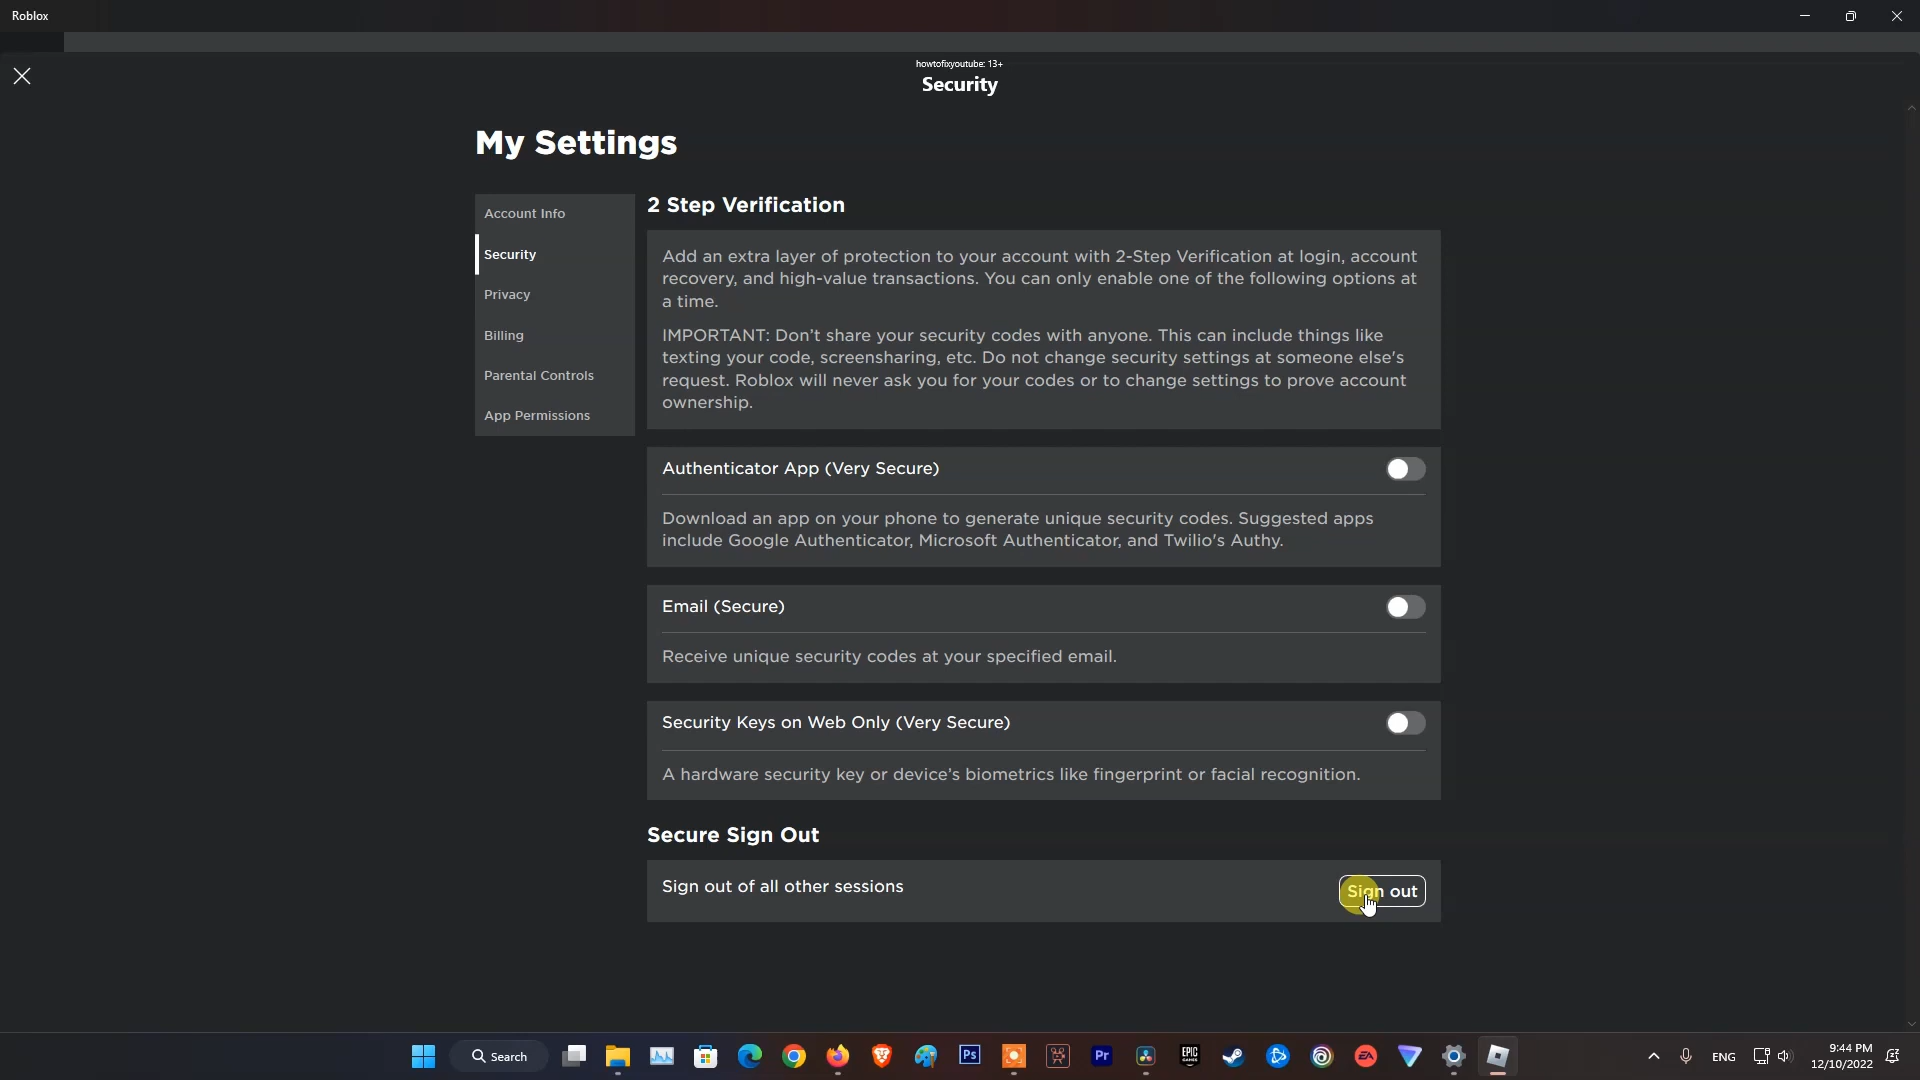 Roblox
howtofixyoutube: 13+
Security
My Settings
Account Info
Security
Privacy
Billing
Parental Controls
App Permissions
2 Step Verification
Add an extra layer of protection to your account with 2-Step Verification at login, account
recovery, and high-value transactions. You can only enable one of the following options at
a time.
IMPORTANT: Don't share your security codes with anyone. This can include things like
texting your code, screensharing, etc. Do not change security settings at someone else's
request. Roblox will never ask you for your codes or to change settings to prove account
ownership.
Authenticator App (Very Secure)
Download an app on your phone to generate unique security codes. Suggested apps
include Google Authenticator, Microsoft Authenticator, and Twilio's Authy.
Email (Secure)
Receive unique security codes at your specified email.
Security Keys on Web Only (Very Secure)
A hardware security key or device's biometrics like fingerprint or facial recognition.
Secure Sign Out
Sign out of all other sessions
Sign out
Search
Ps
Pr
EPIC
GAMES
EA
ENG
9:44 PM
12/10/2022